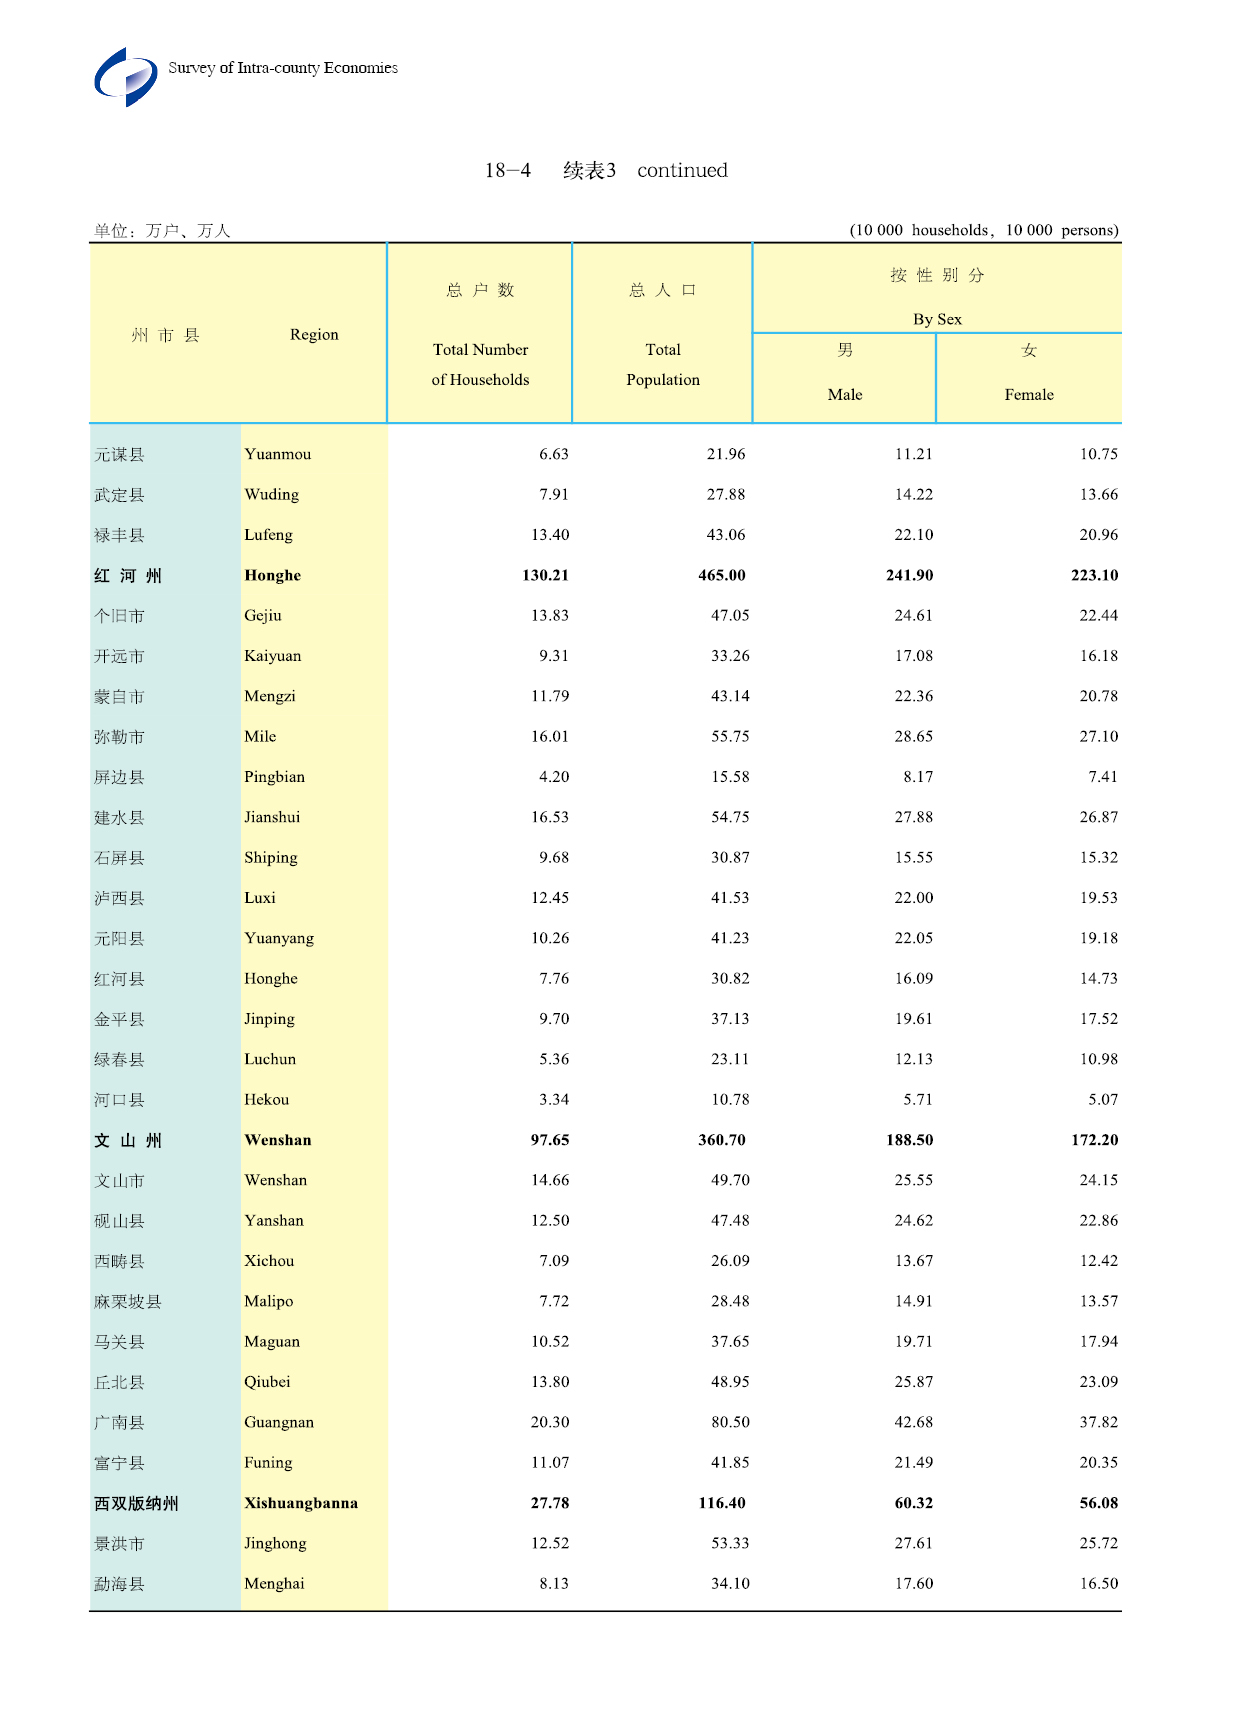 Survey of Intra-county Economies
18—4 续表3 continued
单位：万户、万人 (10 000 households, 10 000 persons)
州 市 县 Region 总 户 数 总 人 口 按 性 别 分
By Sex
Total Number of Households Total Population 男 女
Male Female
元谋县 Yuanmou 6.63 21.96 11.21 10.75
武定县 Wuding 7.91 27.88 14.22 13.66
禄丰县 Lufeng 13.40 43.06 22.10 20.96
红 河 州 Honghe 130.21 465.00 241.90 223.10
个旧市 Gejiu 13.83 47.05 24.61 22.44
开远市 Kaiyuan 9.31 33.26 17.08 16.18
蒙自市 Mengzi 11.79 43.14 22.36 20.78
弥勒市 Mile 16.01 55.75 28.65 27.10
屏边县 Pingbian 4.20 15.58 8.17 7.41
建水县 Jianshui 16.53 54.75 27.88 26.87
石屏县 Shiping 9.68 30.87 15.55 15.32
泸西县 Luxi 12.45 41.53 22.00 19.53
元阳县 Yuanyang 10.26 41.23 22.05 19.18
红河县 Honghe 7.76 30.82 16.09 14.73
金平县 Jinping 9.70 37.13 19.61 17.52
绿春县 Luchun 5.36 23.11 12.13 10.98
河口县 Hekou 3.34 10.78 5.71 5.07
文 山 州 Wenshan 97.65 360.70 188.50 172.20
文山市 Wenshan 14.66 49.70 25.55 24.15
砚山县 Yanshan 12.50 47.48 24.62 22.86
西畴县 Xichou 7.09 26.09 13.67 12.42
麻栗坡县 Malipo 7.72 28.48 14.91 13.57
马关县 Maguan 10.52 37.65 19.71 17.94
丘北县 Qiubei 13.80 48.95 25.87 23.09
广南县 Guangnan 20.30 80.50 42.68 37.82
富宁县 Funing 11.07 41.85 21.49 20.35
西双版纳州 Xishuangbanna 27.78 116.40 60.32 56.08
景洪市 Jinghong 12.52 53.33 27.61 25.72
勐海县 Menghai 8.13 34.10 17.60 16.50